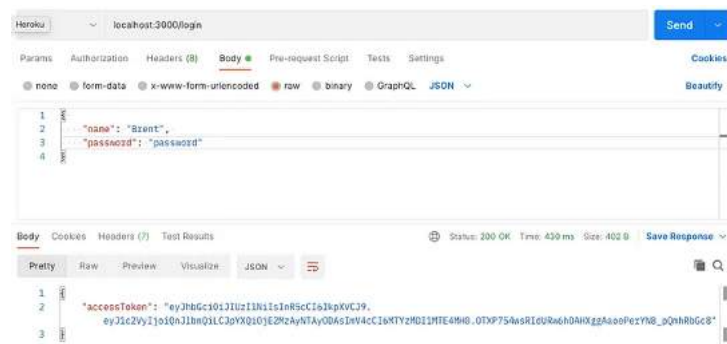 Heroku
localhost:3000/login
Send
Params Authorization Headers (8) Body Pre-request Script Tests Settings Cookies
none form-data x-www-form-urlencoded raw binary GraphQL JSON Beautify
1 {
2 "name": "Brent",
3 "password": "password"
4 }
Body Cookies Headers (7) Test Results Status: 200 OK Time: 430 ms Size: 402 B Save Response
Pretty Raw Preview Visualize JSON
1 {
2 "accessToken":
3 }